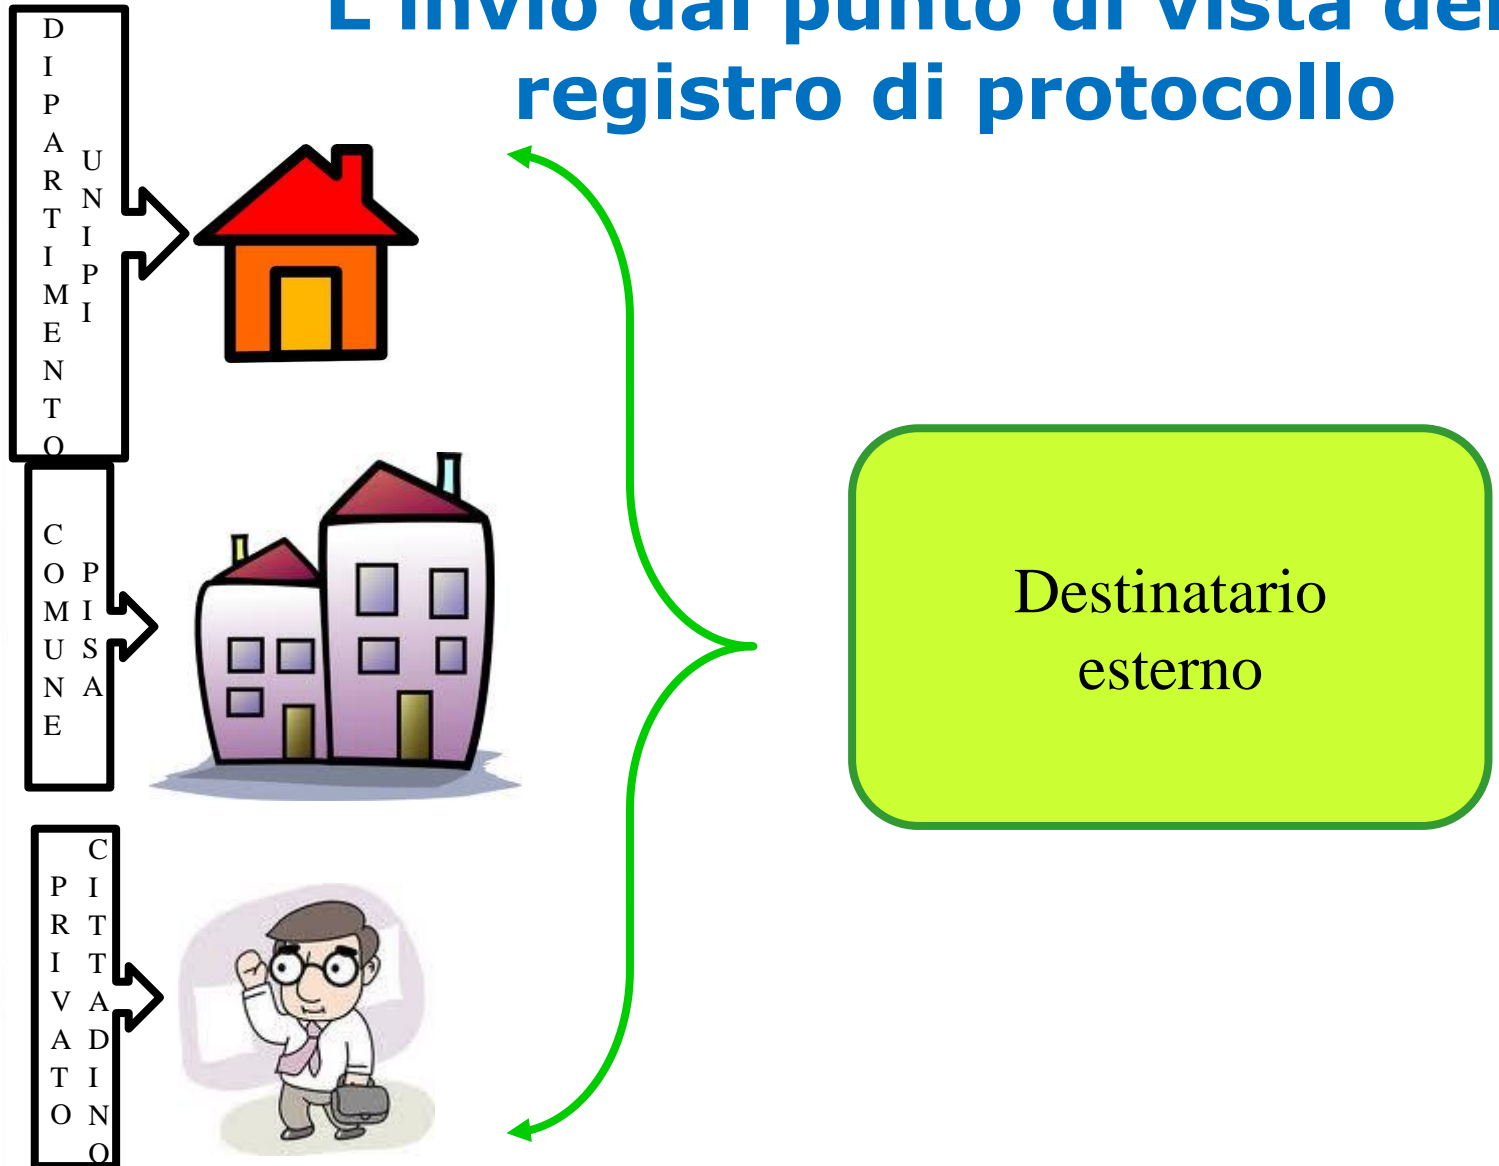 L'invio dal punto di vista del
registro di protocollo
DIPARTIMENTO
UNIPI
COMUNE
PISA
PRIVATO
CITTADINO
Destinatario
esterno